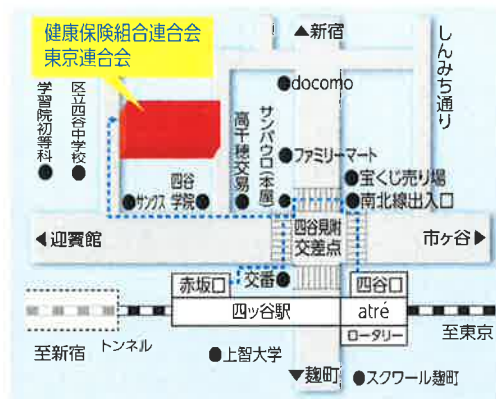 健康保険組合連合会
東京連合会
▲新宿
しんみち通り
docomo
学習院初等科
区立四谷中学校
サンクス
四谷
学院
高千穂交易
サンパウロ(本屋)
ファミリーマート
宝くじ売り場
南北線出入口
四谷見附
交差点
◀迎賓館
市ヶ谷▶
赤坂口
交番
四谷口
四ッ谷駅
atré
ロータリー
至新宿
トンネル
至東京
上智大学
▼麹町
スクワール麹町